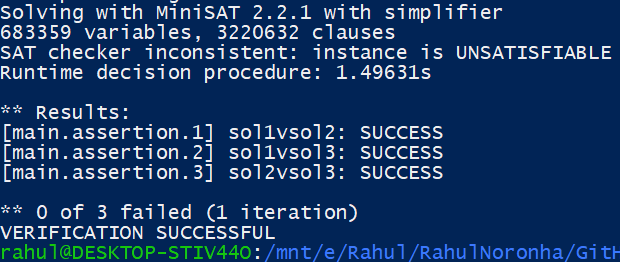 Solving with MiniSAT 2.2.1 with simplifier
683359 variables, 3220632 clauses
SAT checker inconsistent: instance is UNSATISFIABLE
Runtime decision procedure: 1.49631s
** Results:
[main.assertion.1] sol1vsol2: SUCCESS
[main.assertion.2] sol1vsol3: SUCCESS
[main.assertion.3] sol2vsol3: SUCCESS
** 0 of 3 failed (1 iteration)
VERIFICATION SUCCESSFUL
rahul@DESKTOP-STIV44O:/mnt/e/Rahul/RahulNoronha/GitH